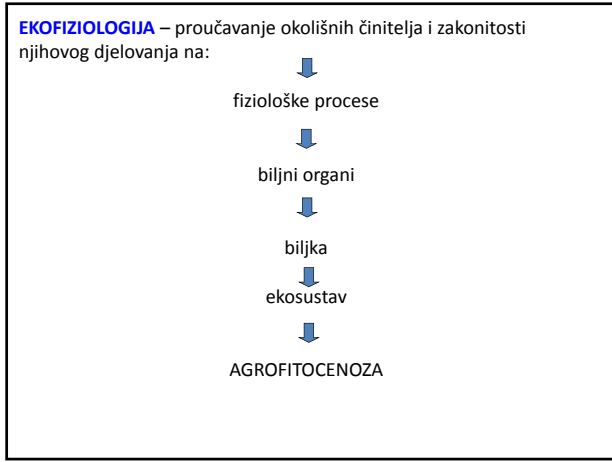 EKOFIZIOLOGIJA – proučavanje okolišnih činitelja i zakonitosti
njihovog djelovanja na:
fiziološke procese
biljni organi
biljka
ekosustav
AGROFITOCENOZA